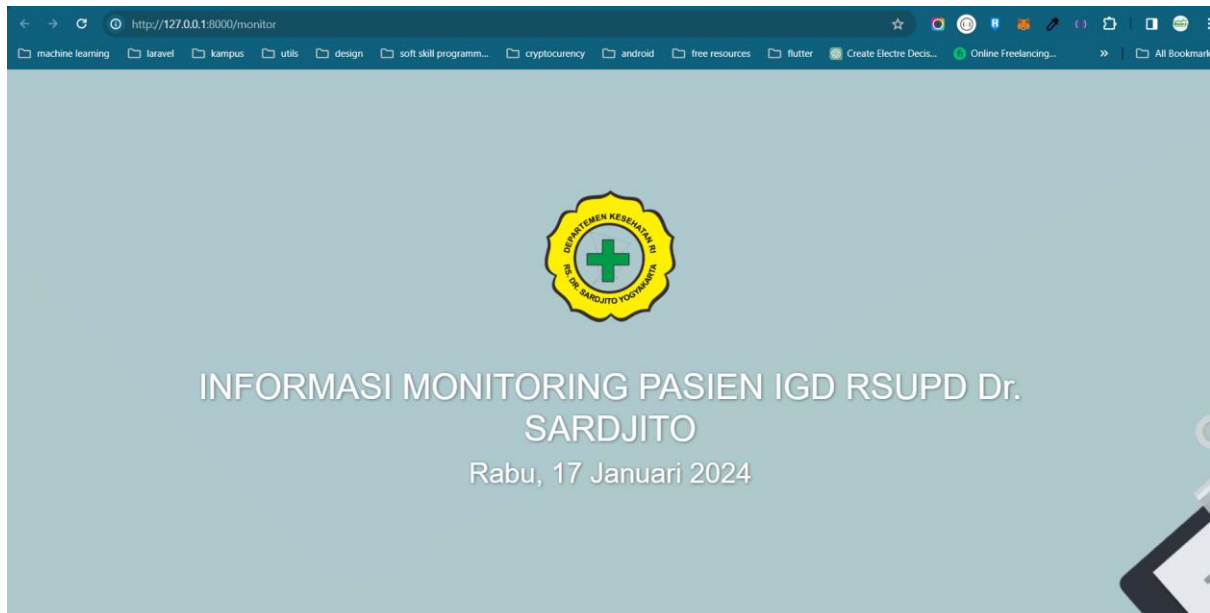 http://127.0.0.1:8000/monitor
machine learning laravel kampus utils design soft skill programm... cryptocurency android free resources flutter Create Electre Decis... Online Freelancing... » All Bookmark
DEPARTEMEN KESEHATAN RI
RS. DR. SARDJITO YOGYAKARTA
INFORMASI MONITORING PASIEN IGD RSUPD Dr.
SARDJITO
Rabu, 17 Januari 2024